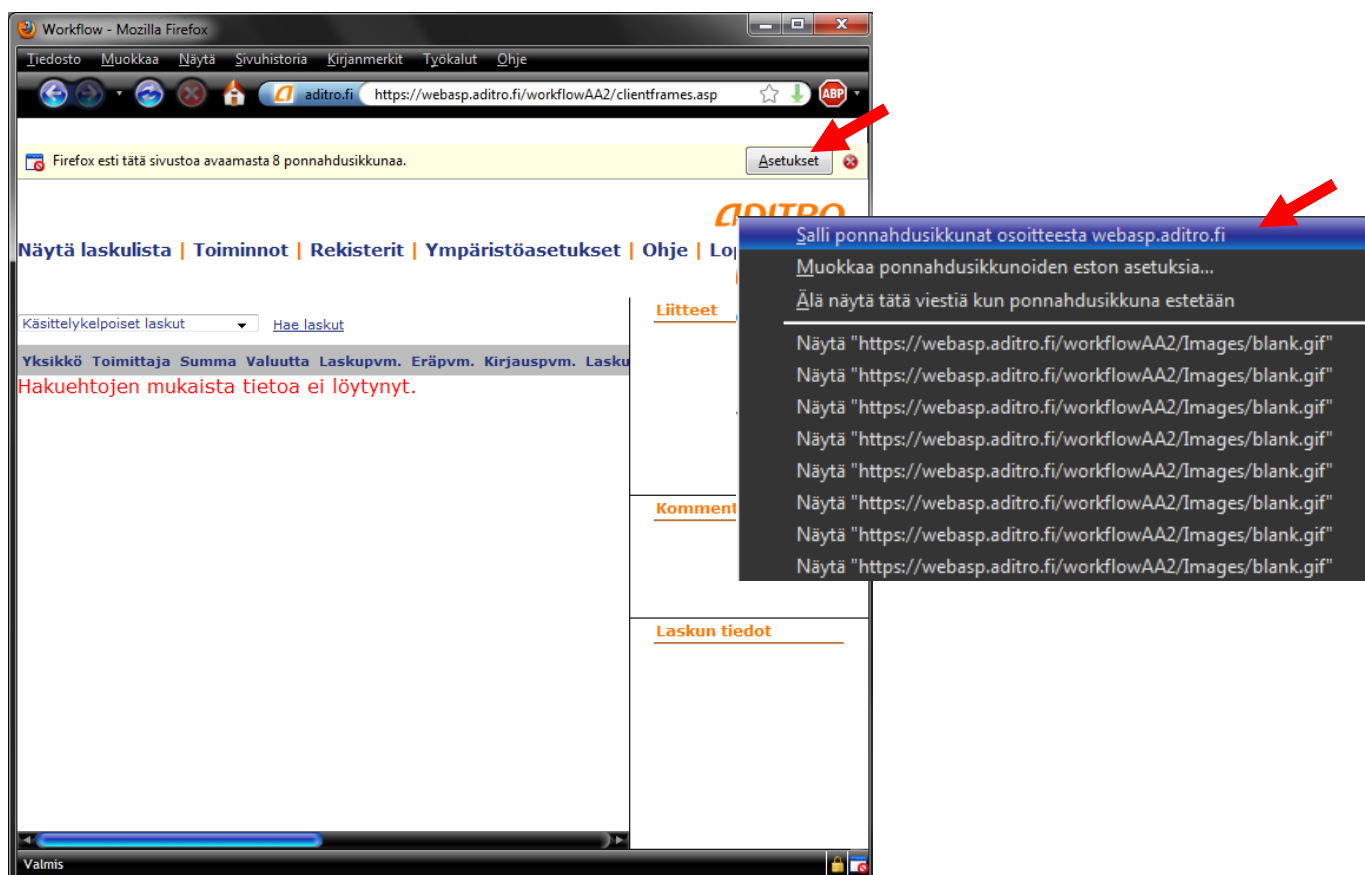 Workflow - Mozilla Firefox
Tiedosto Muokkaa Näytä Sivuhistoria Kirjanmerkit Työkalut Ohje
aditro.fi https://webasp.aditro.fi/workflowAA2/clientframes.asp ABP
Firefox esti tätä sivustoa avaamasta 8 ponnahdusikkunaa. Asetukset
ADITRO
Näytä laskulista | Toiminnot | Rekisterit | Ympäristöasetukset | Ohje | Lo
Salli ponnahdusikkunat osoitteesta webasp.aditro.fi
Muokkaa ponnahdusikkunoiden eston asetuksia...
Älä näytä tätä viestiä kun ponnahdusikkuna estetään
Näytä "https://webasp.aditro.fi/workflowAA2/Images/blank.gif"
Näytä "https://webasp.aditro.fi/workflowAA2/Images/blank.gif"
Näytä "https://webasp.aditro.fi/workflowAA2/Images/blank.gif"
Näytä "https://webasp.aditro.fi/workflowAA2/Images/blank.gif"
Näytä "https://webasp.aditro.fi/workflowAA2/Images/blank.gif"
Näytä "https://webasp.aditro.fi/workflowAA2/Images/blank.gif"
Näytä "https://webasp.aditro.fi/workflowAA2/Images/blank.gif"
Näytä "https://webasp.aditro.fi/workflowAA2/Images/blank.gif"
Käsittelykelpoiset laskut Hae laskut
Yksikkö Toimittaja Summa Valuutta Laskupvm. Eräpvm. Kirjauspvm. Lasku
Hakuehtojen mukaista tietoa ei löytynyt.
Liitteet
Komment
Laskun tiedot
Valmis